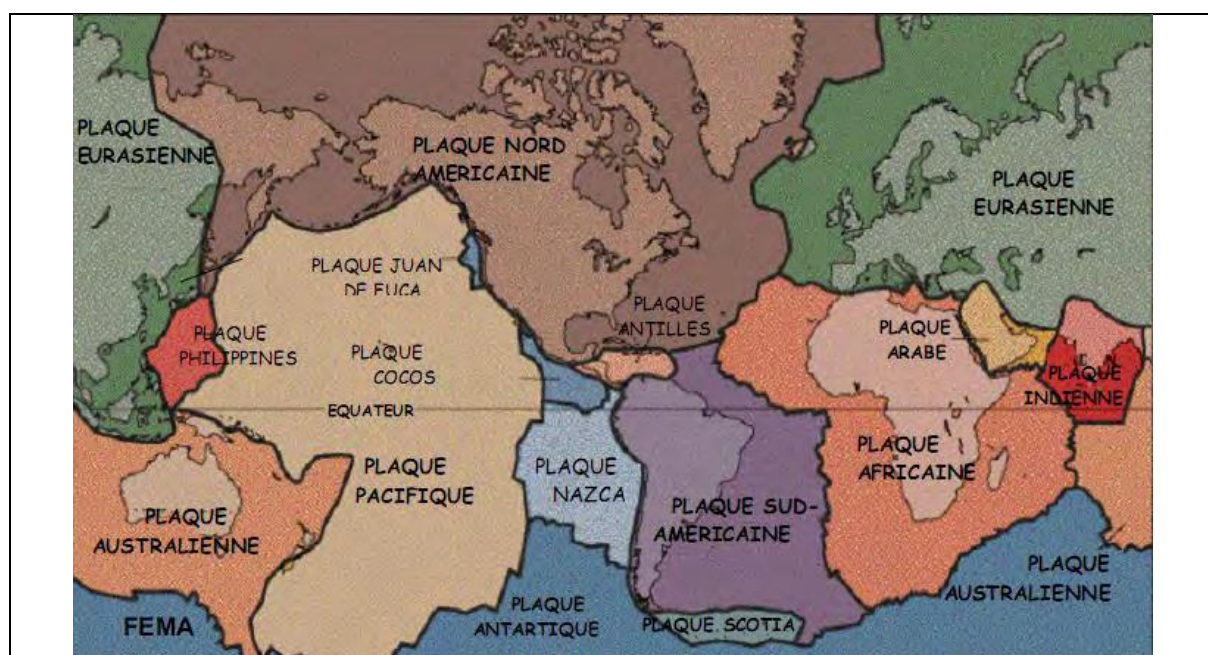 PLAQUE
EURASIENNE
PLAQUE NORD
AMERICAINE
PLAQUE
EURASIENNE
PLAQUE JUAN
DE FUCA
PLAQUE
PHILIPPINES
PLAQUE
ANTILLES
PLAQUE
ARABE
PLAQUE
COCOS
PLAQUE
INDIENNE
EQUATEUR
PLAQUE
PACIFIQUE
PLAQUE
NAZCA
PLAQUE
AFRICAINE
PLAQUE
AUSTRALIENNE
PLAQUE SUD-
AMERICAINE
PLAQUE
AUSTRALIENNE
FEMA
PLAQUE
ANTARTIQUE
PLAQUE SCOTIA